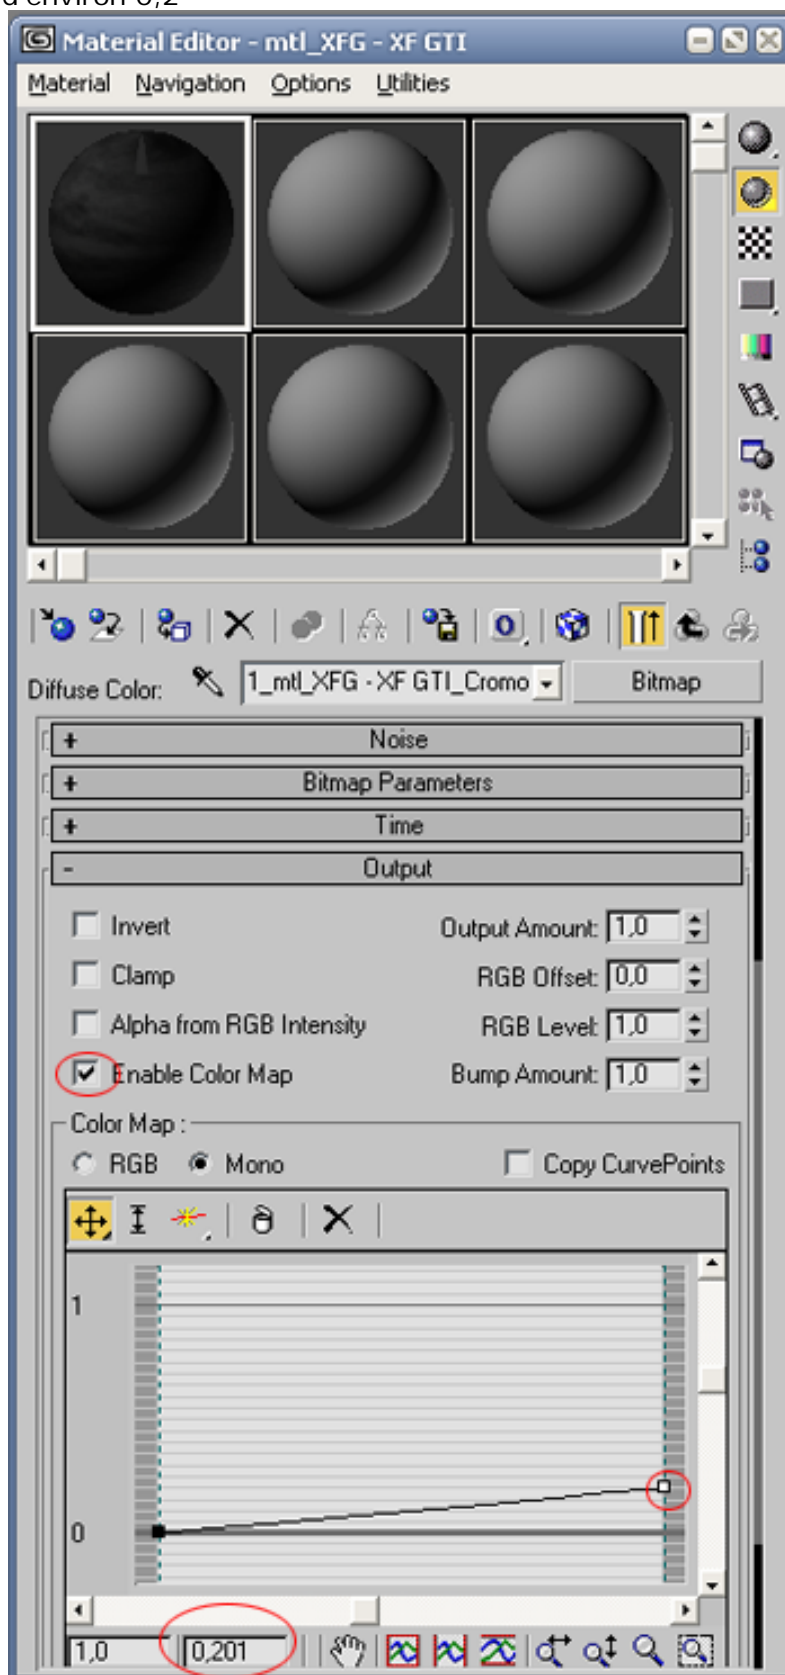 à environ 0,2
Material Editor - mtl_XFG - XF GTI
Material Navigation Options Utilities
Diffuse Color: 1_mtl_XFG - XF GTI_Cromo Bitmap
+ Noise
+ Bitmap Parameters
+ Time
- Output
Invert Output Amount: 1,0
Clamp RGB Offset: 0,0
Alpha from RGB Intensity RGB Level: 1,0
Enable Color Map Bump Amount: 1,0
Color Map :
RGB Mono Copy CurvePoints
1
0
1,0 0,201